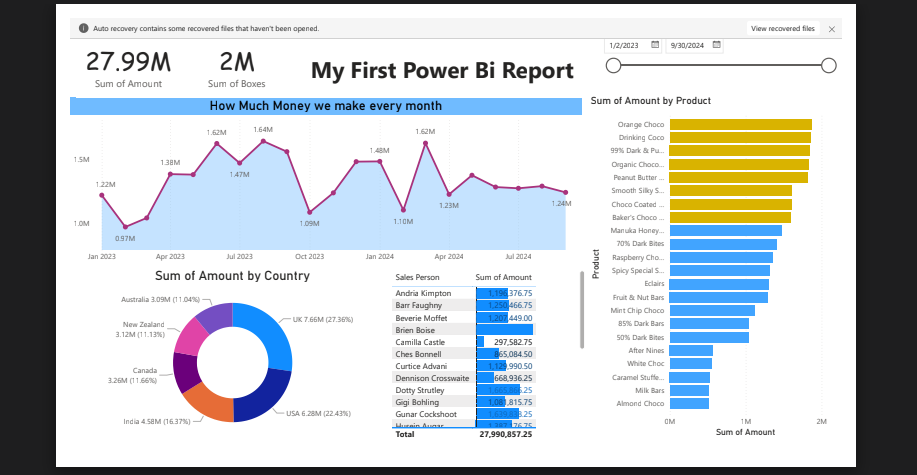 Auto recovery contains some recovered files that haven't been opened.
View recovered files
27.99M
Sum of Amount
2M
Sum of Boxes
My First Power Bi Report
1/2/2023
9/30/2024
How Much Money we make every month
1.5M
1.0M
1.22M
0.97M
1.38M
1.62M
1.47M
1.64M
1.09M
1.48M
1.10M
1.62M
1.23M
1.24M
Jan 2023
Apr 2023
Jul 2023
Oct 2023
Jan 2024
Apr 2024
Jul 2024
Sum of Amount by Country
Australia 3.09M (11.04%)
New Zealand
3.12M (11.13%)
Canada
3.26M (11.66%)
India 4.58M (16.37%)
UK 7.66M (27.36%)
USA 6.28M (22.43%)
Sales Person Sum of Amount
Andria Kimpton 1,196,376.75
Barr Faughny 1,250,466.75
Beverie Moffet 1,207,449.00
Brien Boise
Camilla Castle 297,582.75
Ches Bonnell 865,084.50
Curtice Advani 1,129,990.50
Dennison Crosswaite 668,936.25
Dotty Strutley
Gigi Bohling 1,081,815.75
Gunar Cockshoot
Husein Augar
Total 27,990,857.25
Sum of Amount by Product
Product
Orange Choco
Drinking Coco
99% Dark & Pu...
Organic Choco...
Peanut Butter ...
Smooth Silky S...
Choco Coated ...
Baker's Choco ...
Manuka Honey...
70% Dark Bites
Raspberry Cho...
Spicy Special S...
Eclairs
Fruit & Nut Bars
Mint Chip Choco
85% Dark Bars
50% Dark Bites
After Nines
White Choc
Caramel Stuffe...
Milk Bars
Almond Choco
0M
1M
2M
Sum of Amount